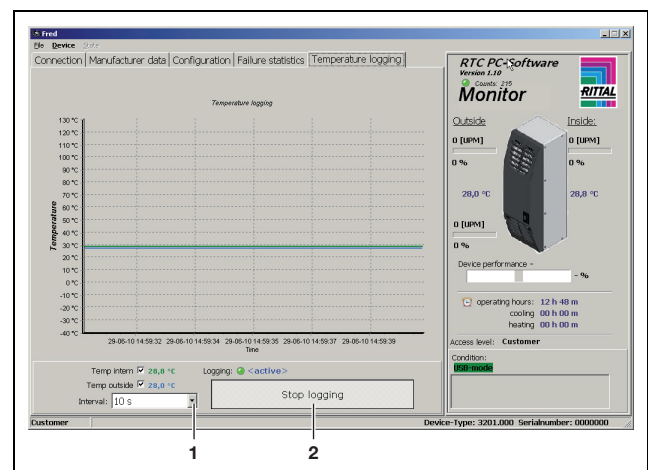 Fred
File Device State
Connection Manufacturer data Configuration Failure statistics Temperature logging
Temperature logging
130 °C
120 °C
110 °C
100 °C
90 °C
80 °C
70 °C
60 °C
50 °C
40 °C
30 °C
20 °C
10 °C
0 °C
-10 °C
-20 °C
-30 °C
-40 °C
Temperature
29-06-10 14:59:32 29-06-10 14:59:34 29-06-10 14:59:35 29-06-10 14:59:37 29-06-10 14:59:39
Time
Temp intern 28,8 °C Logging: <active>
Temp outside 28,0 °C
Interval: 10 s
Stop logging
RTC PC-Software
Version 1.10
Counts: 215
Monitor
RITTAL
Outside Inside:
0 [UPM] 0 [UPM]
0 % 0 %
28,0 °C 28,8 °C
0 [UPM]
0 %
Device performance -
- %
operating hours: 12 h 48 m
cooling 00 h 00 m
heating 00 h 00 m
Access level: Customer
Condition:
USB-mode
Customer Device-Type: 3201.000 Serialnumber: 0000000
1 2